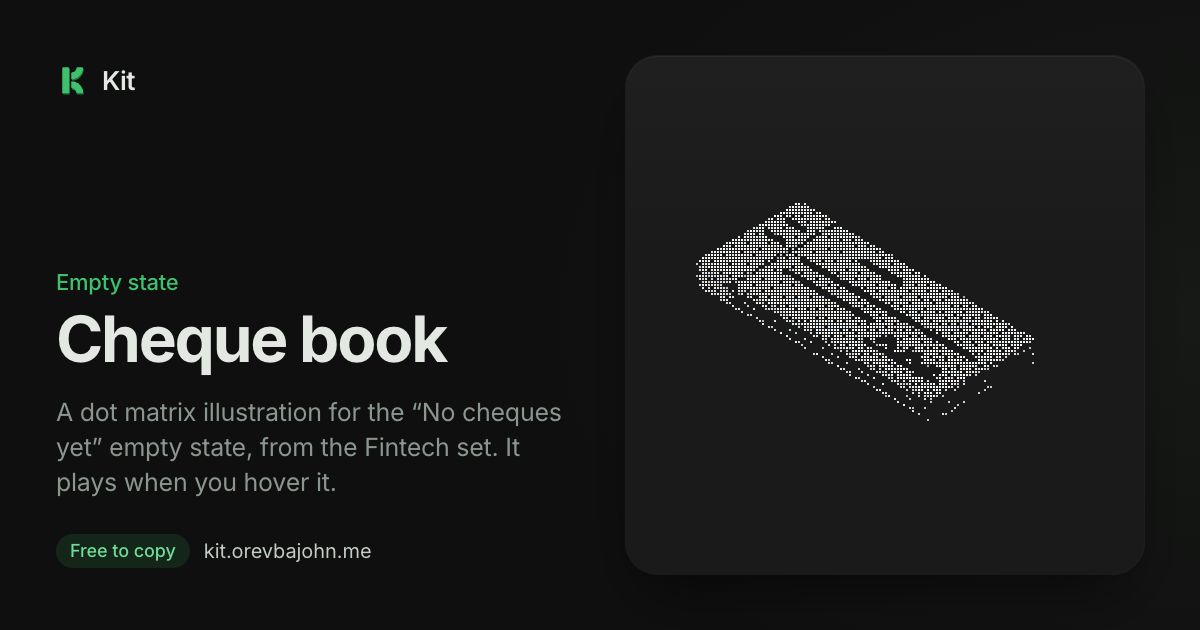 Kit
Empty state
Cheque book
A dot matrix illustration for the “No cheques
yet” empty state, from the Fintech set. It
plays when you hover it.
Free to copy
kit.orevbajohn.me